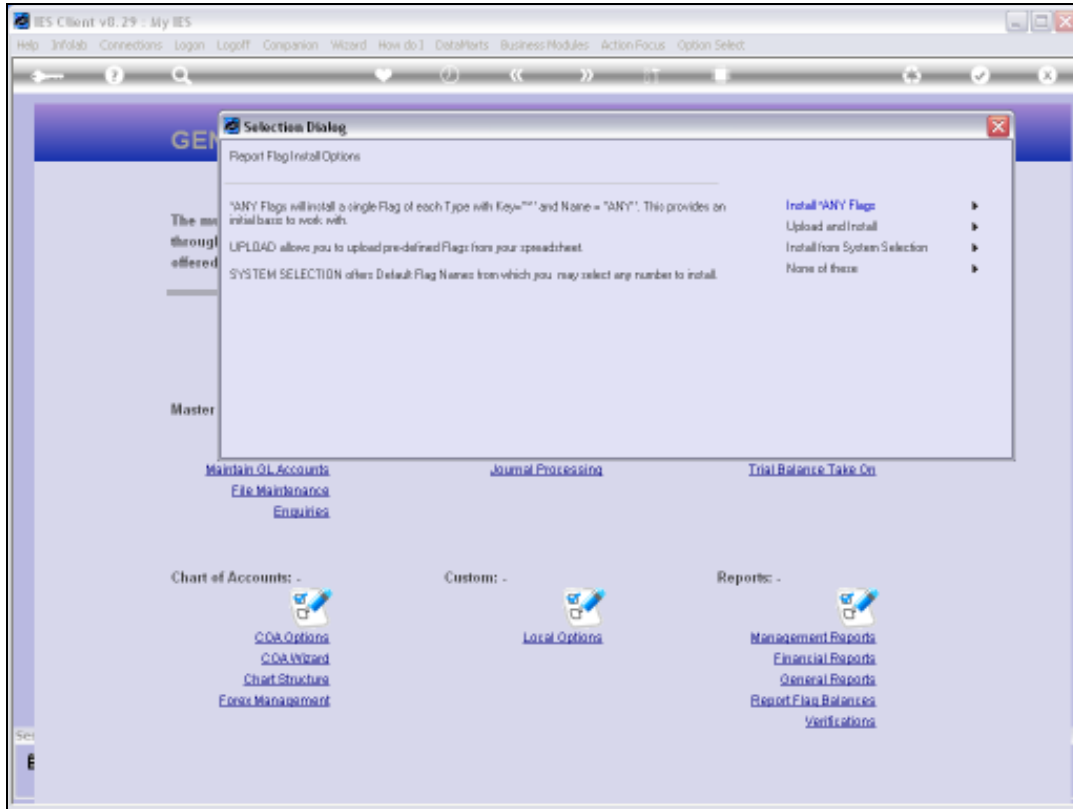 IES Client v8.29 : My IES
Help Infolab Connections Logon Logoff Companion Wizard How do I DataMarts Business Modules Action Focus Option Select
GEN
Selection Dialog
Report Flag Install Options
"ANY Flags will install a single Flag of each Type with Key="*" and Name = "ANY". This provides an
initial basis to work with.
UPLOAD allows you to upload pre-defined Flags from your spreadsheet.
SYSTEM SELECTION offers Default Flag Names from which you may select any number to install.
Install "ANY Flags
Upload and Install
Install from System Selection
None of these
The
through
offered
Master
Maintain GL Accounts
File Maintenance
Enquiries
Journal Processing
Trial Balance Take On
Chart of Accounts: -
COA Options
COA Wizard
Chart Structure
Forex Management
Custom: -
Local Options
Reports: -
Management Reports
Financial Reports
General Reports
Report Flag Balances
Verifications